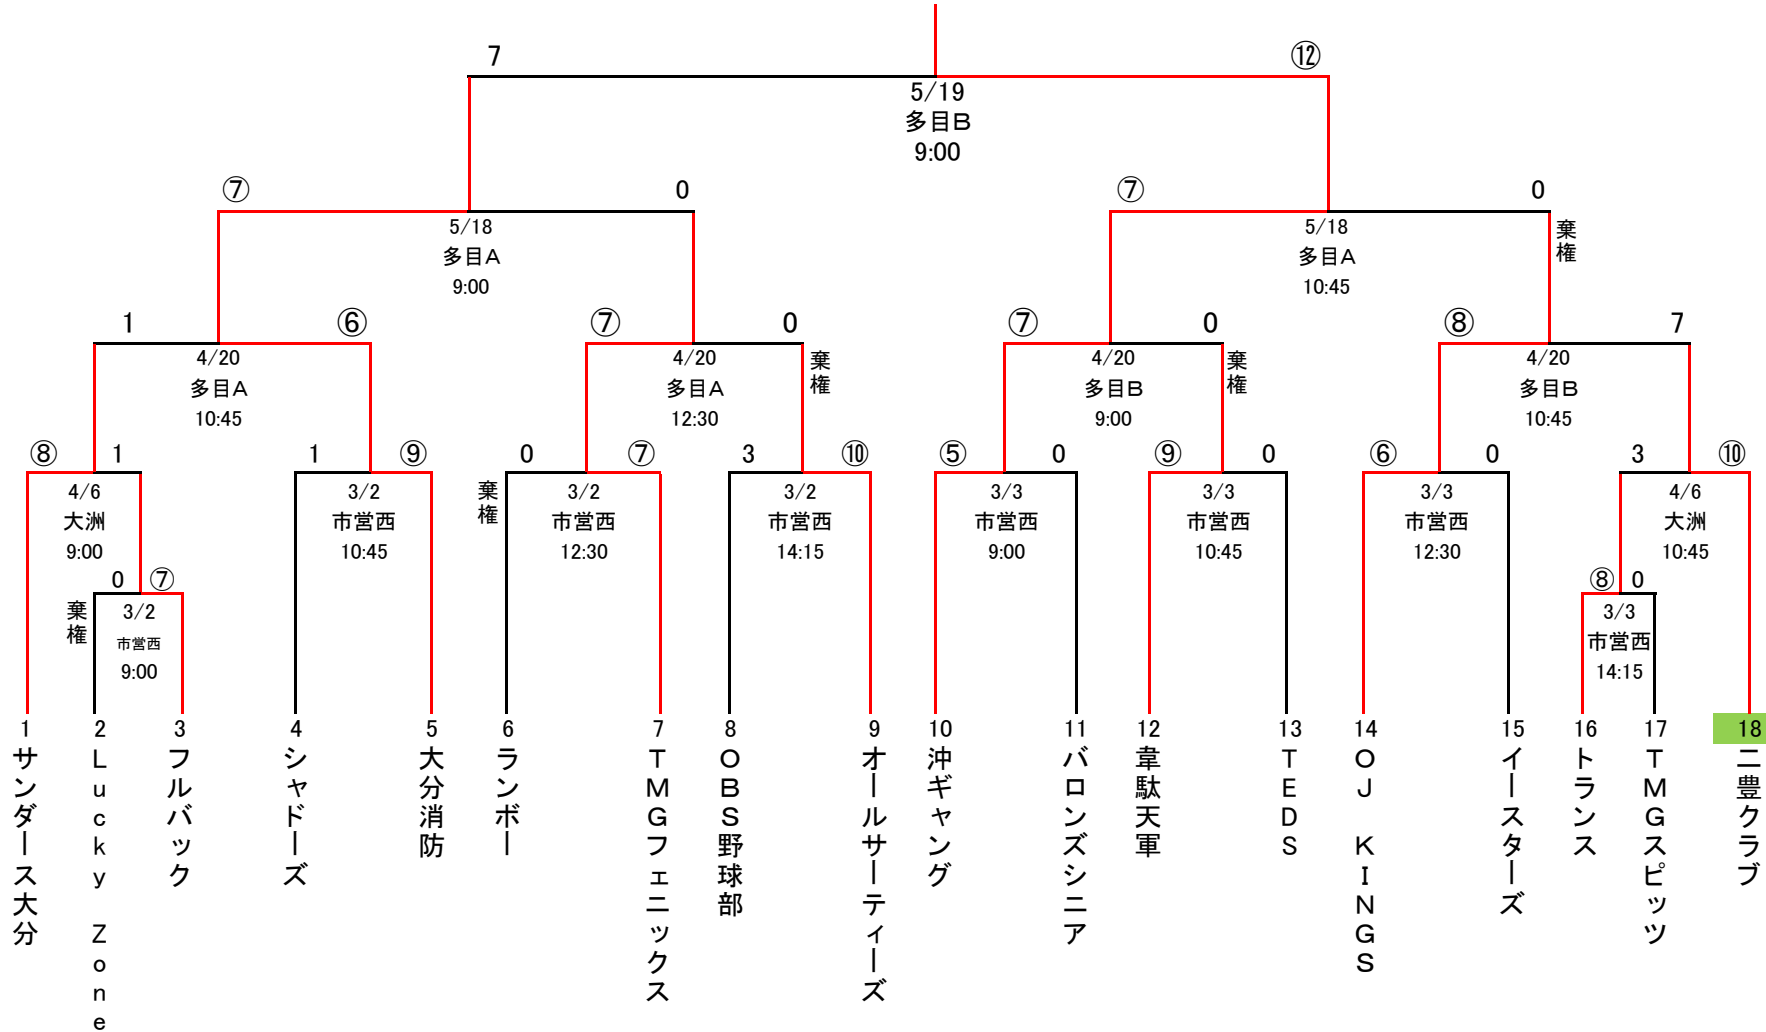 7
⑫
5/19
多目B
9:00
⑦
0
⑦
0
5/18
多目A
9:00
5/18
多目A
10:45
棄権
1
⑥
⑦
0
⑦
0
⑧
7
4/20
多目A
10:45
4/20
多目A
12:30
棄権
4/20
多目B
9:00
棄権
4/20
多目B
10:45
⑧
1
1
⑨
0
⑦
3
⑩
⑤
0
⑨
0
⑥
0
3
⑩
4/6
大洲
9:00
3/2
市営西
10:45
棄権
3/2
市営西
12:30
3/2
市営西
14:15
3/3
市営西
9:00
3/3
市営西
10:45
3/3
市営西
12:30
4/6
大洲
10:45
0
⑦
棄権
3/2
市営西
9:00
⑧
0
3/3
市営西
14:15
1
サンダース大分
2
Lucky Zone
3
フルバック
4
シャドーズ
5
大分消防
6
ランボー
7
TMGフェニックス
8
OBS野球部
9
オールサーティーズ
10
沖ギャング
11
バロンズシニア
12
韋駄天軍
13
TEDS
14
OJ KINGS
15
イースターズ
16
トランス
17
TMGスピッツ
18
二豊クラブ